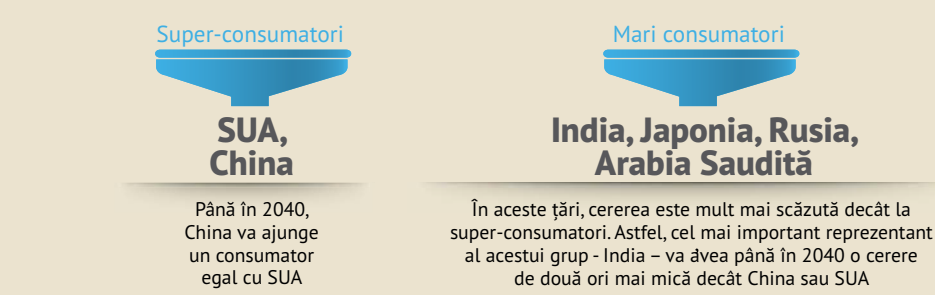 Super-consumatori
SUA,
China
Până în 2040,
China va ajunge
un consumator
egal cu SUA
Mari consumatori
India, Japonia, Rusia,
Arabia Saudită
În aceste țări, cererea este mult mai scăzută decât la
super-consumatori. Astfel, cel mai important reprezentant
al acestui grup - India – va avea până în 2040 o cerere
de două ori mai mică decât China sau SUA